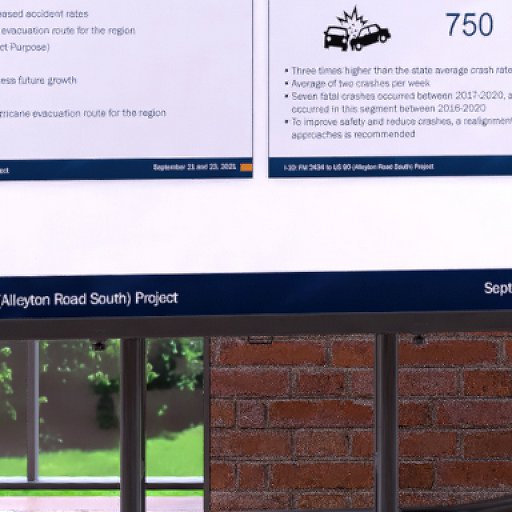 eased accident rates
evacuation route for the region
ct Purpose)
ess future growth
rricane evacuation route for the region
ect
September 21 and 23, 2021
750
• Three times higher than the state average crash rate
• Average of two crashes per week
• Seven fatal crashes occurred between 2017-2020, a
occurred in this segment between 2016-2020
• To improve safety and reduce crashes, a realignment
approaches is recommended
I-10: FM 2434 to US 90 (Alleyton Road South) Project
(Alleyton Road South) Project
Sept